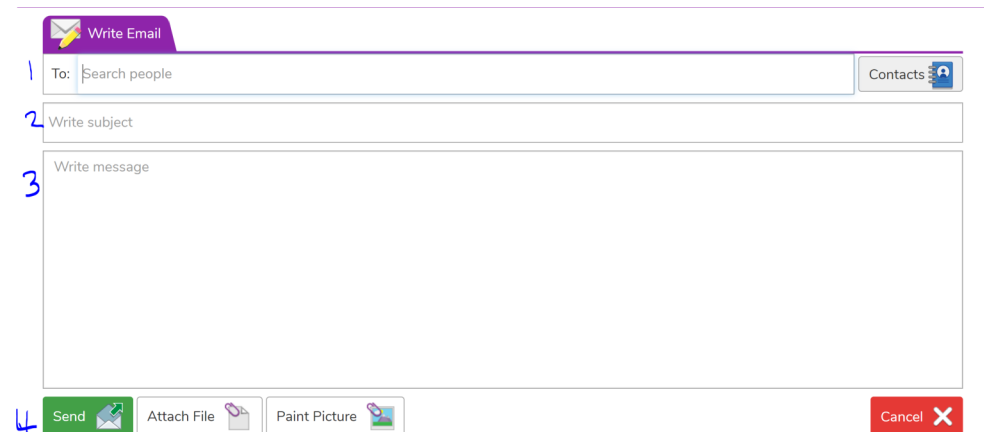 Write Email
1 To: Search people Contacts
2 Write subject
3 Write message
4 Send Attach File Paint Picture Cancel